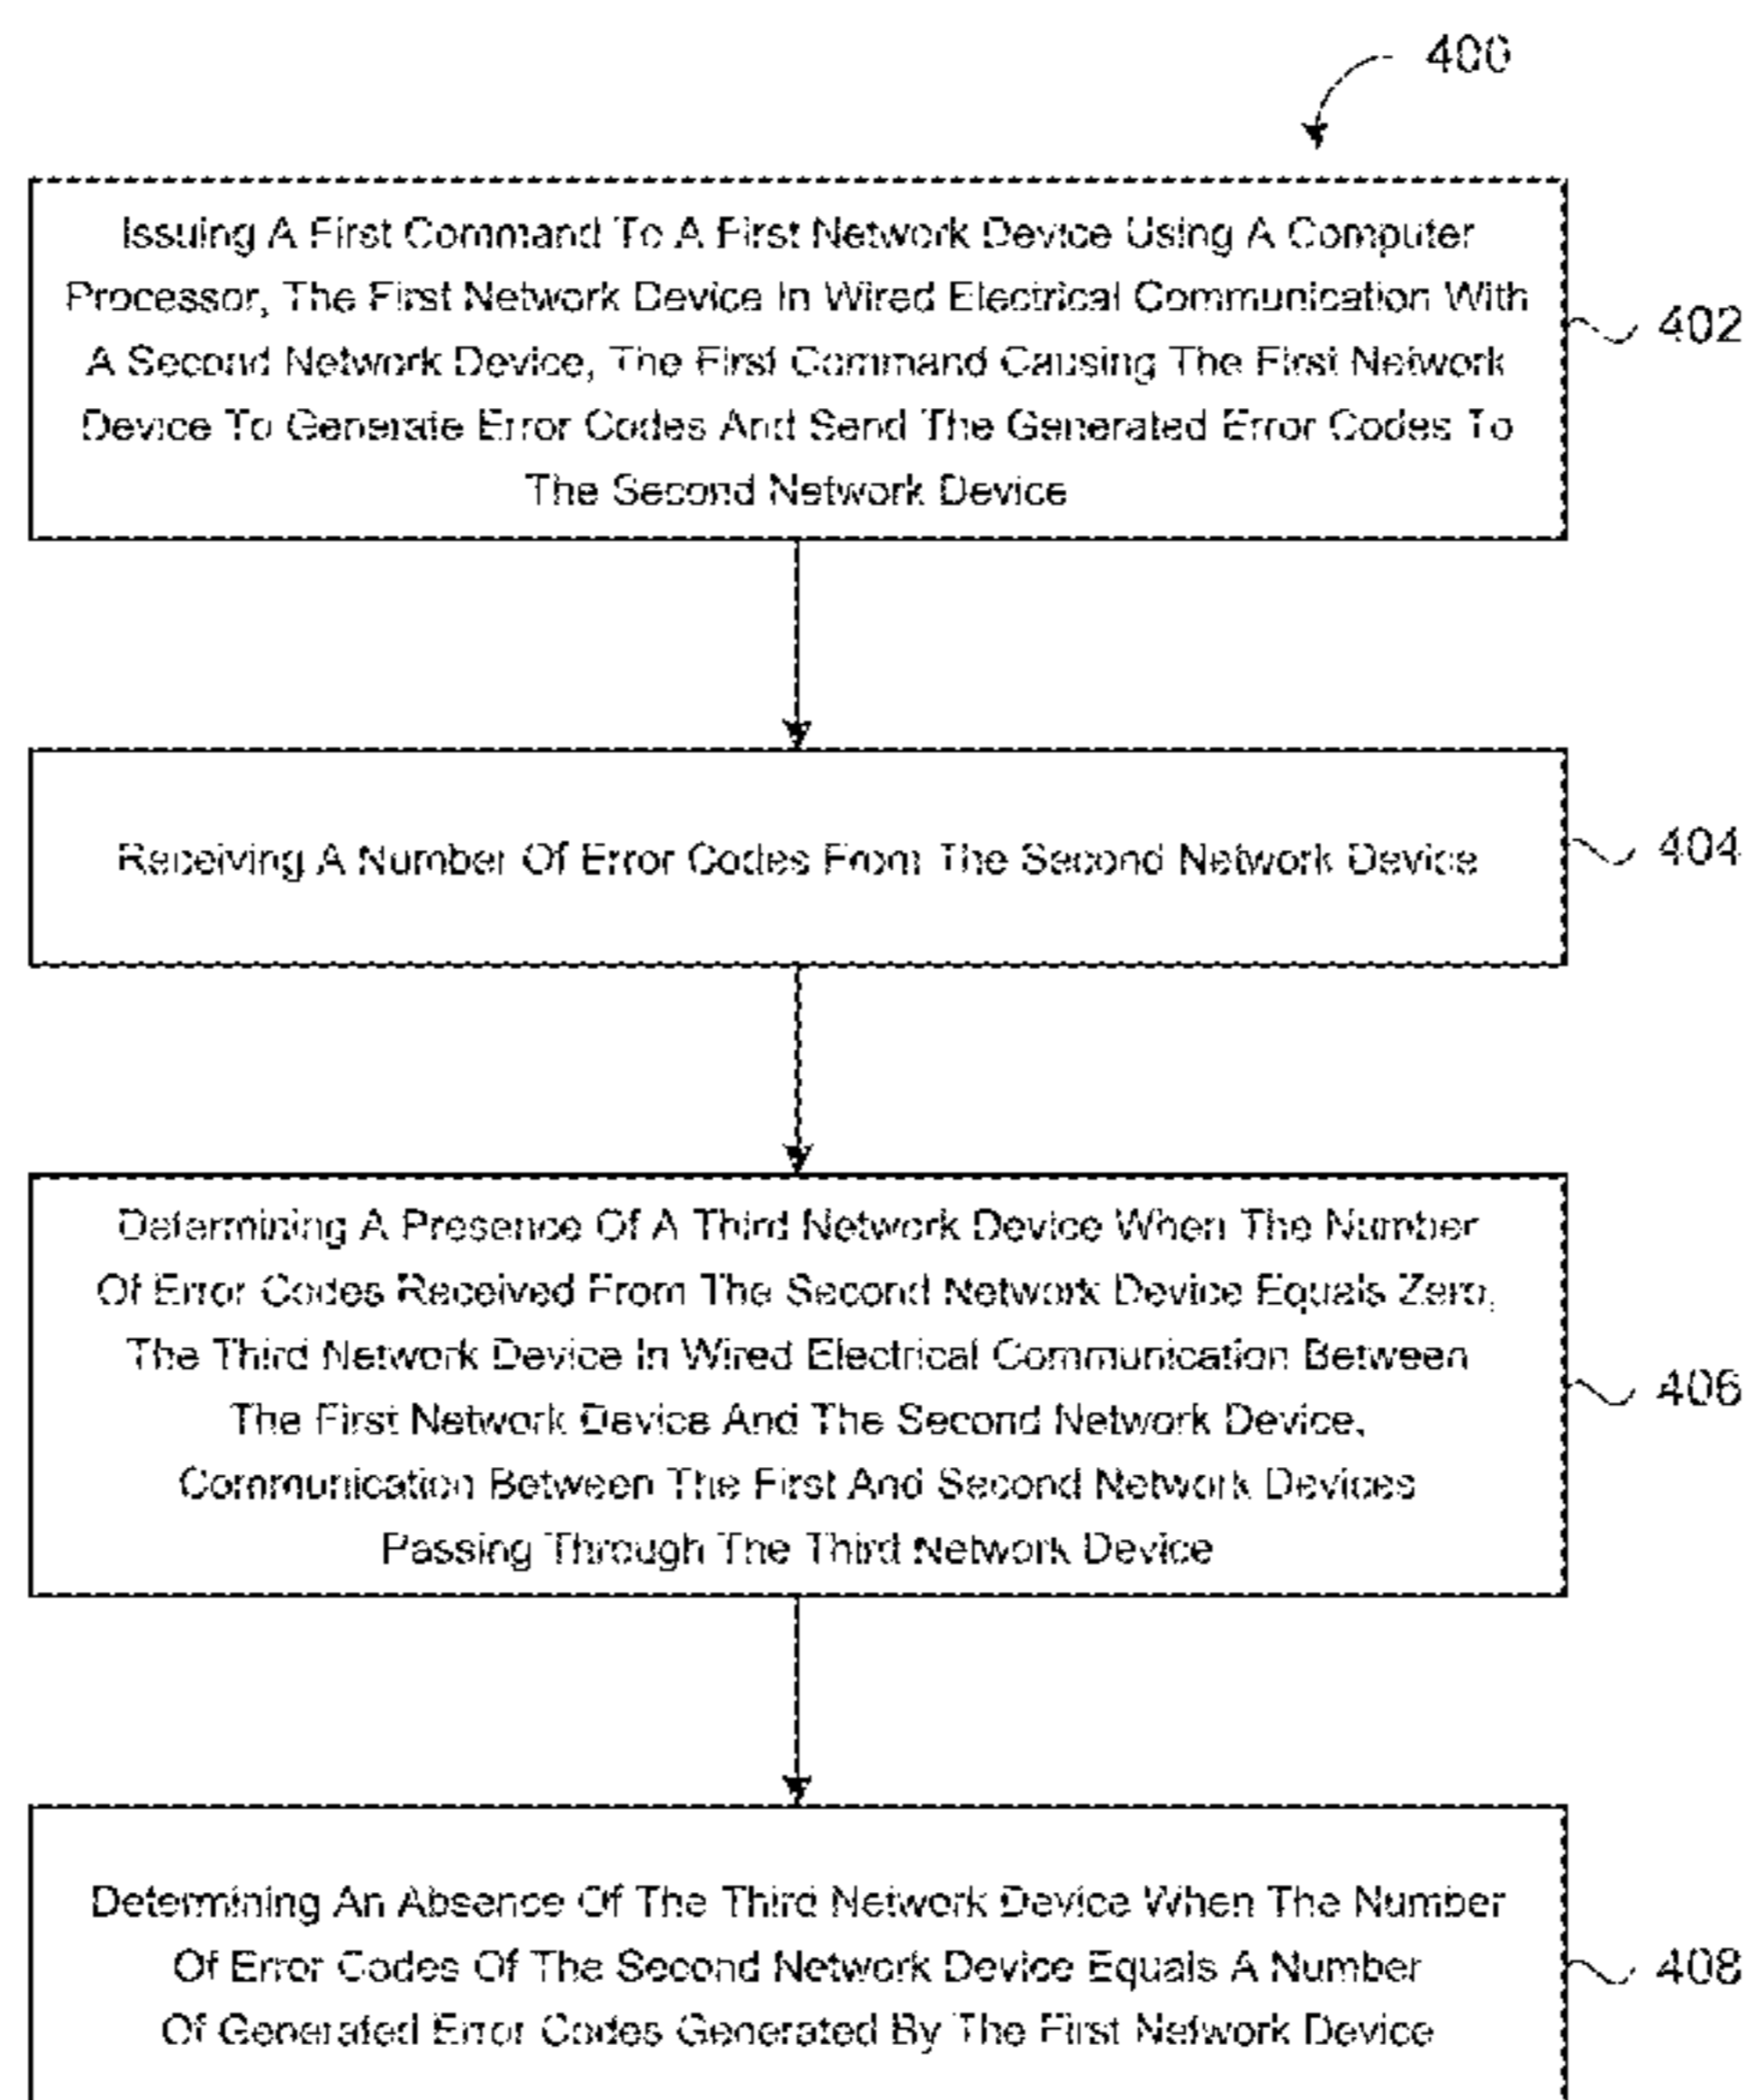 400
Issuing A First Command To A First Network Device Using A Computer
Processor, The First Network Device In Wired Electrical Communication With
A Second Network Device, The First Command Causing The First Network
Device To Generate Error Codes And Send The Generated Error Codes To
The Second Network Device
402
Receiving A Number Of Error Codes From The Second Network Device
404
Determining A Presence Of A Third Network Device When The Number
Of Error Codes Received From The Second Network Device Equals Zero,
The Third Network Device In Wired Electrical Communication Between
The First Network Device And The Second Network Device,
Communication Between The First And Second Network Devices
Passing Through The Third Network Device
406
Determining An Absence Of The Third Network Device When The Number
Of Error Codes Of The Second Network Device Equals A Number
Of Generated Error Codes Generated By The First Network Device
408